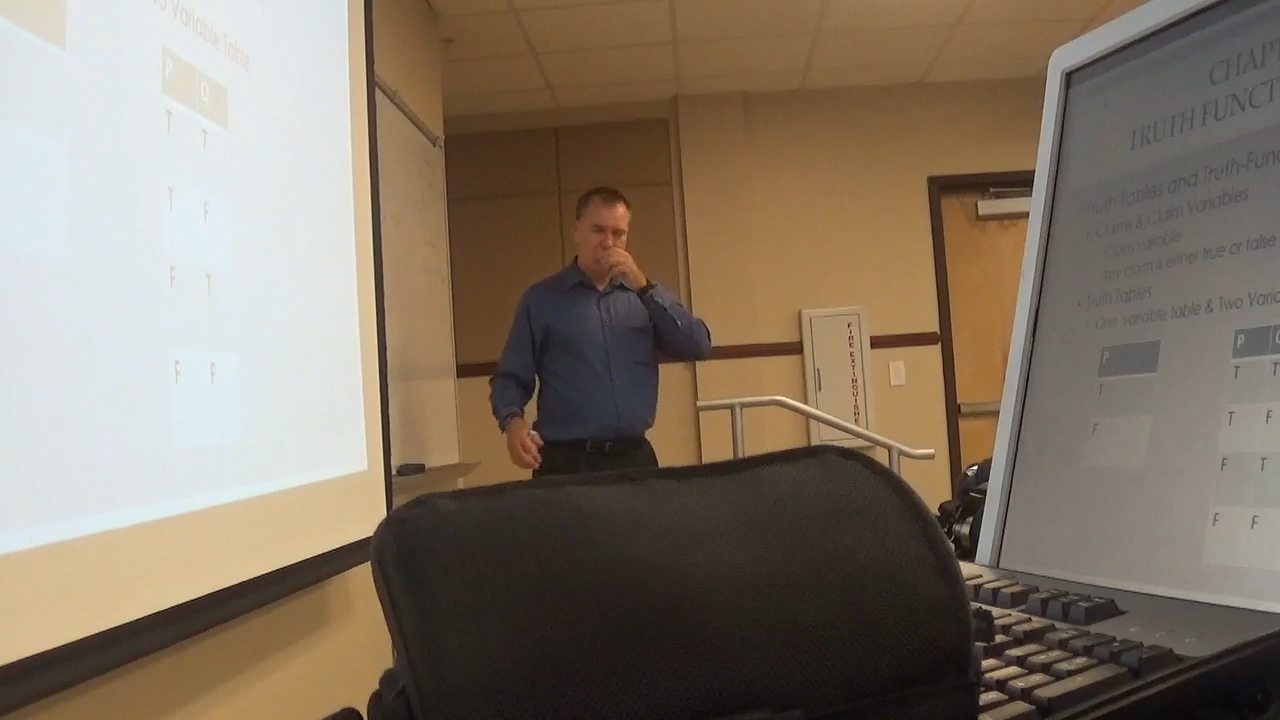 Variable Table
P Q
T T
T F
F T
F F
FIRE EXTINGUISHE
CHAP
TRUTH FUNCT
Truth Tables and Truth-Func
Claims & Claim Variables
Claim variable
Any claim is either true or false
Truth Tables
One variable table & Two Varia
P
T
F
P Q
T T
T F
F T
F F